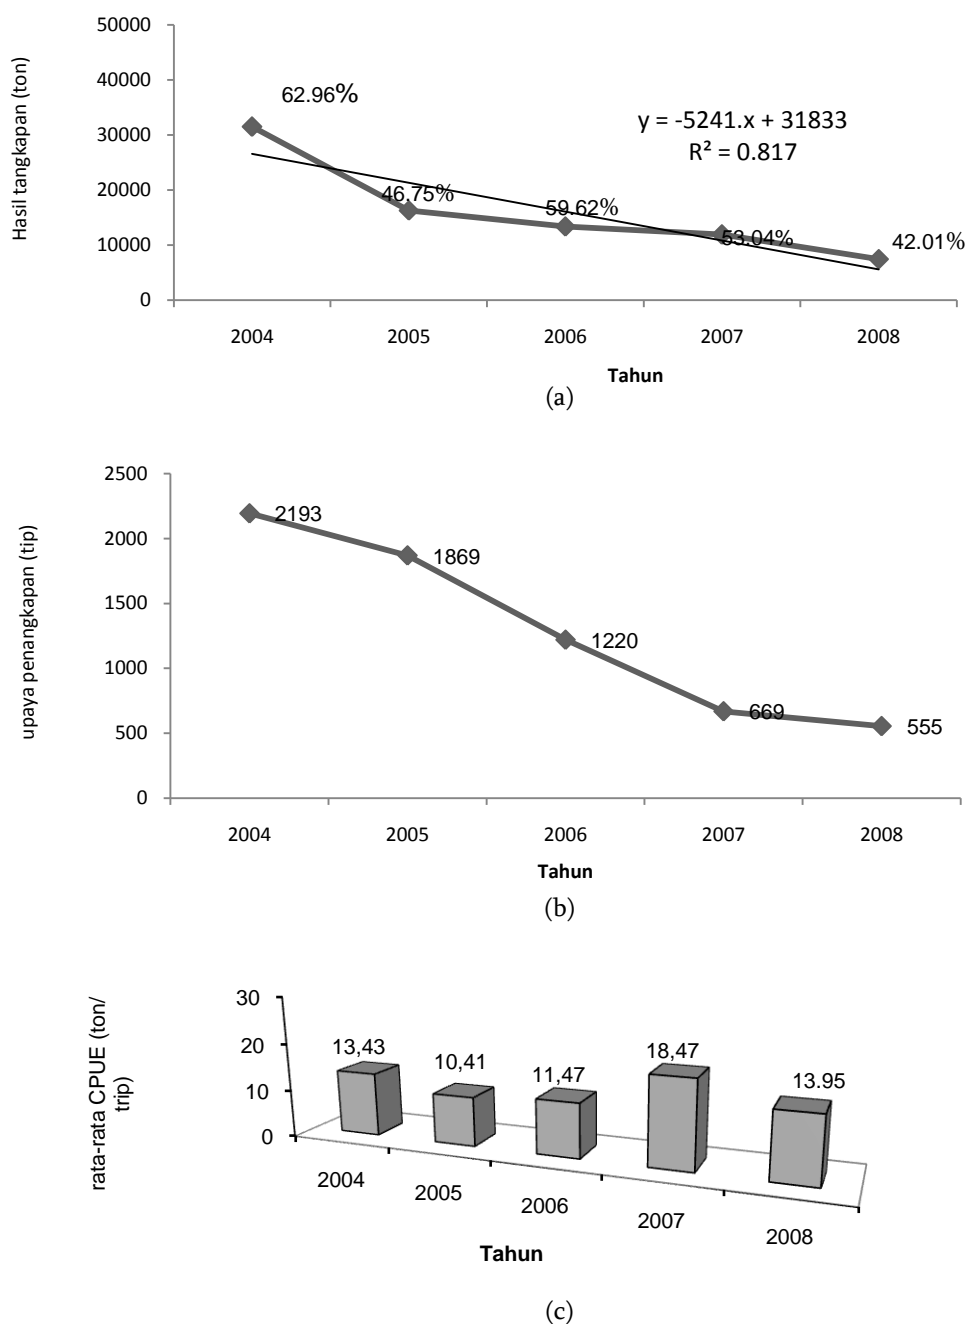 Hasil tangkapan (ton)
50000
40000
30000
20000
10000
0
62.96%
46.75%
59.62%
53.04%
42.01%
y = -5241.x + 31833
R² = 0.817
2004 2005 2006 2007 2008
Tahun
(a)
upaya penangkapan (tip)
2500
2000
1500
1000
500
0
2193
1869
1220
669
555
2004 2005 2006 2007 2008
Tahun
(b)
rata-rata CPUE (ton/
trip)
30
20
10
0
13,43
10,41
11,47
18,47
13.95
2004 2005 2006 2007 2008
Tahun
(c)